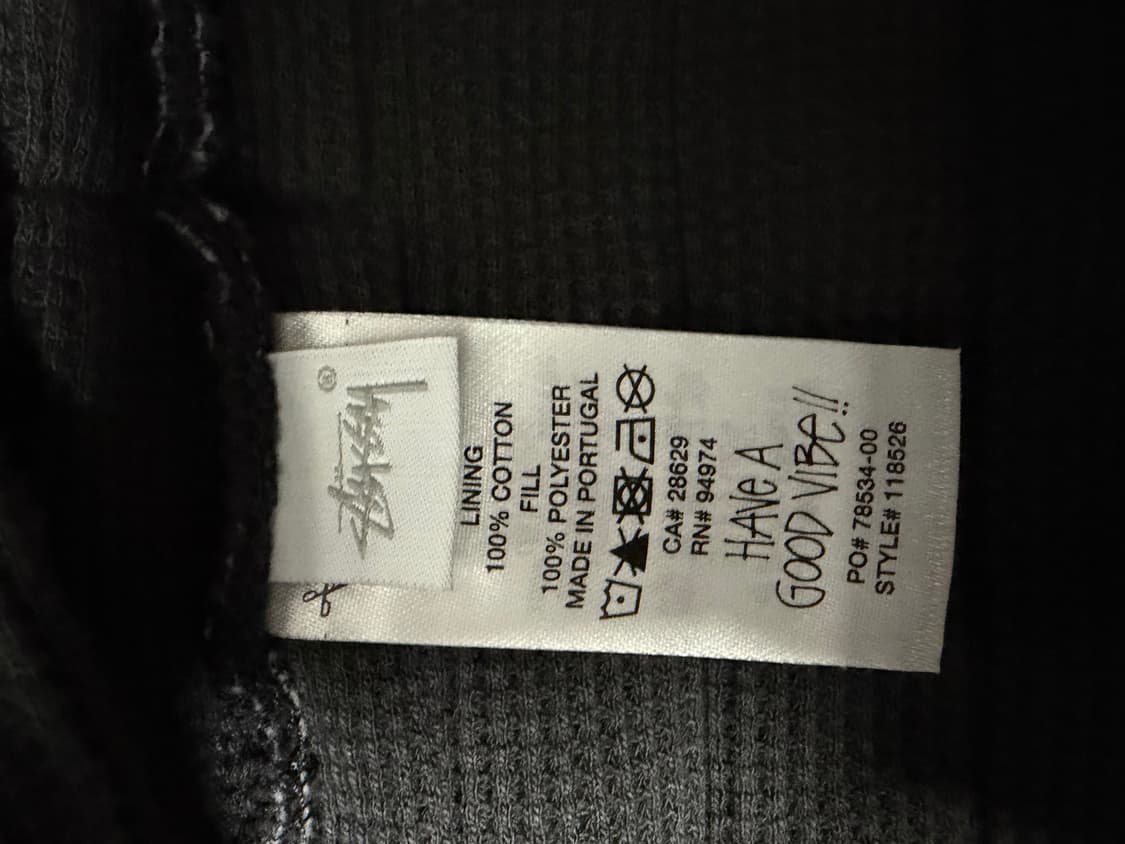 Stüssy ®
LINING
100% COTTON
FILL
100% POLYESTER
MADE IN PORTUGAL
CA# 28629
RN# 94974
HAVE A
GOOD VIBE!!
PO# 78534-00
STYLE# 118526